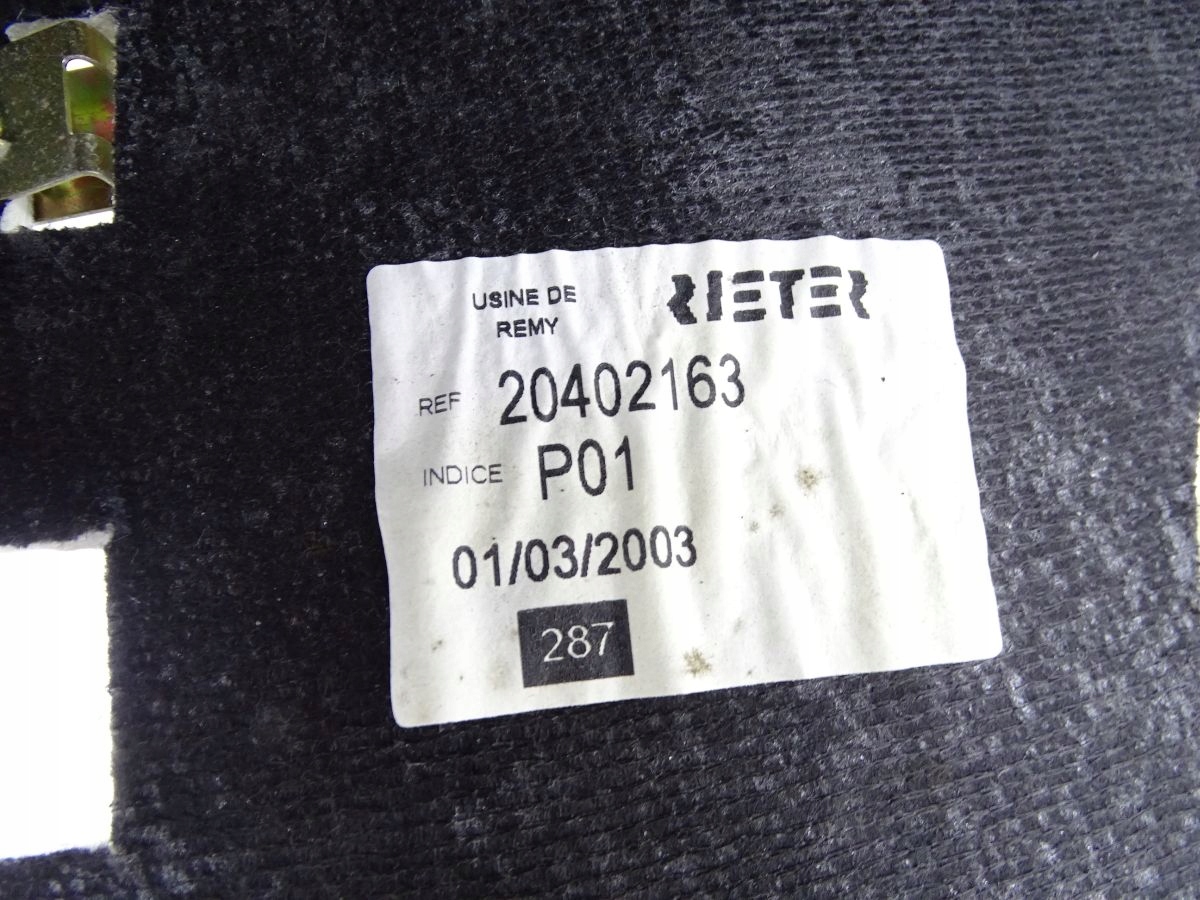 USINE DE
REMY
RIETER
REF 20402163
INDICE P01
01/03/2003
287